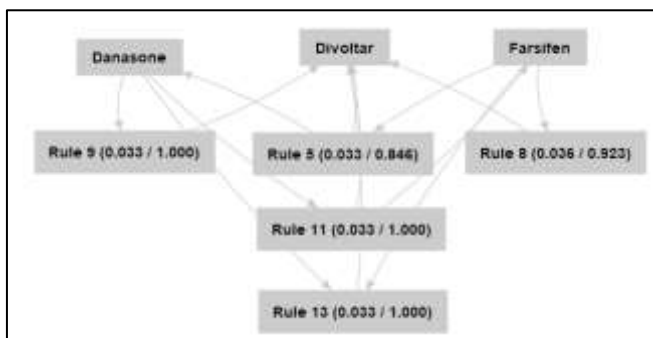 Danasone
Divoltar
Farsifen
Rule 9 (0.033 / 1.000)
Rule 5 (0.033 / 0.846)
Rule 8 (0.036 / 0.923)
Rule 11 (0.033 / 1.000)
Rule 13 (0.033 / 1.000)